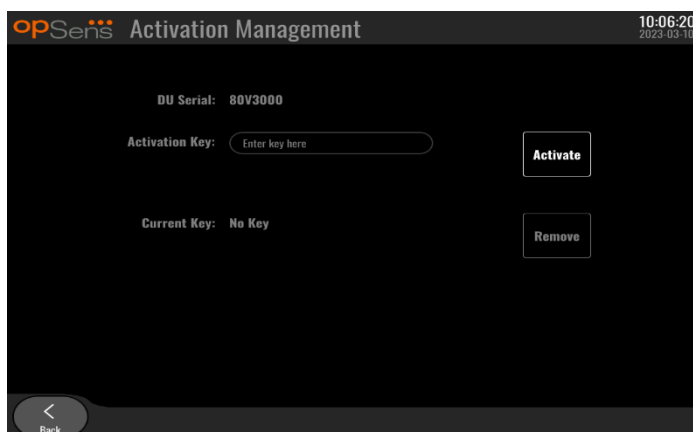 opSens Activation Management
10:06:20
2023-03-10
DU Serial: 80V3000
Activation Key: Enter key here
Activate
Current Key: No Key
Remove
Back